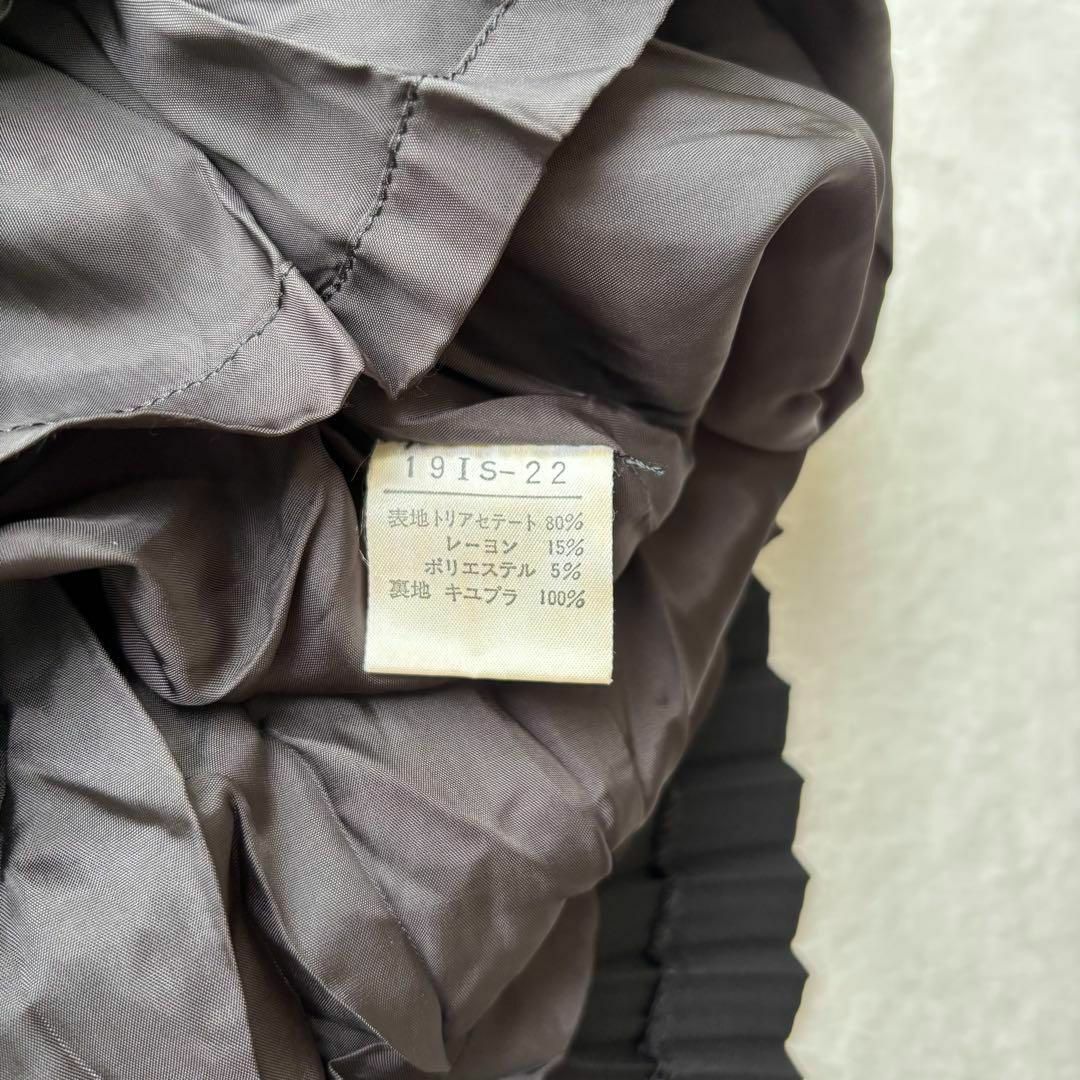 19IS-22
表地トリアセテート 80%
レーヨン 15%
ポリエステル 5%
裏地 キユプラ 100%